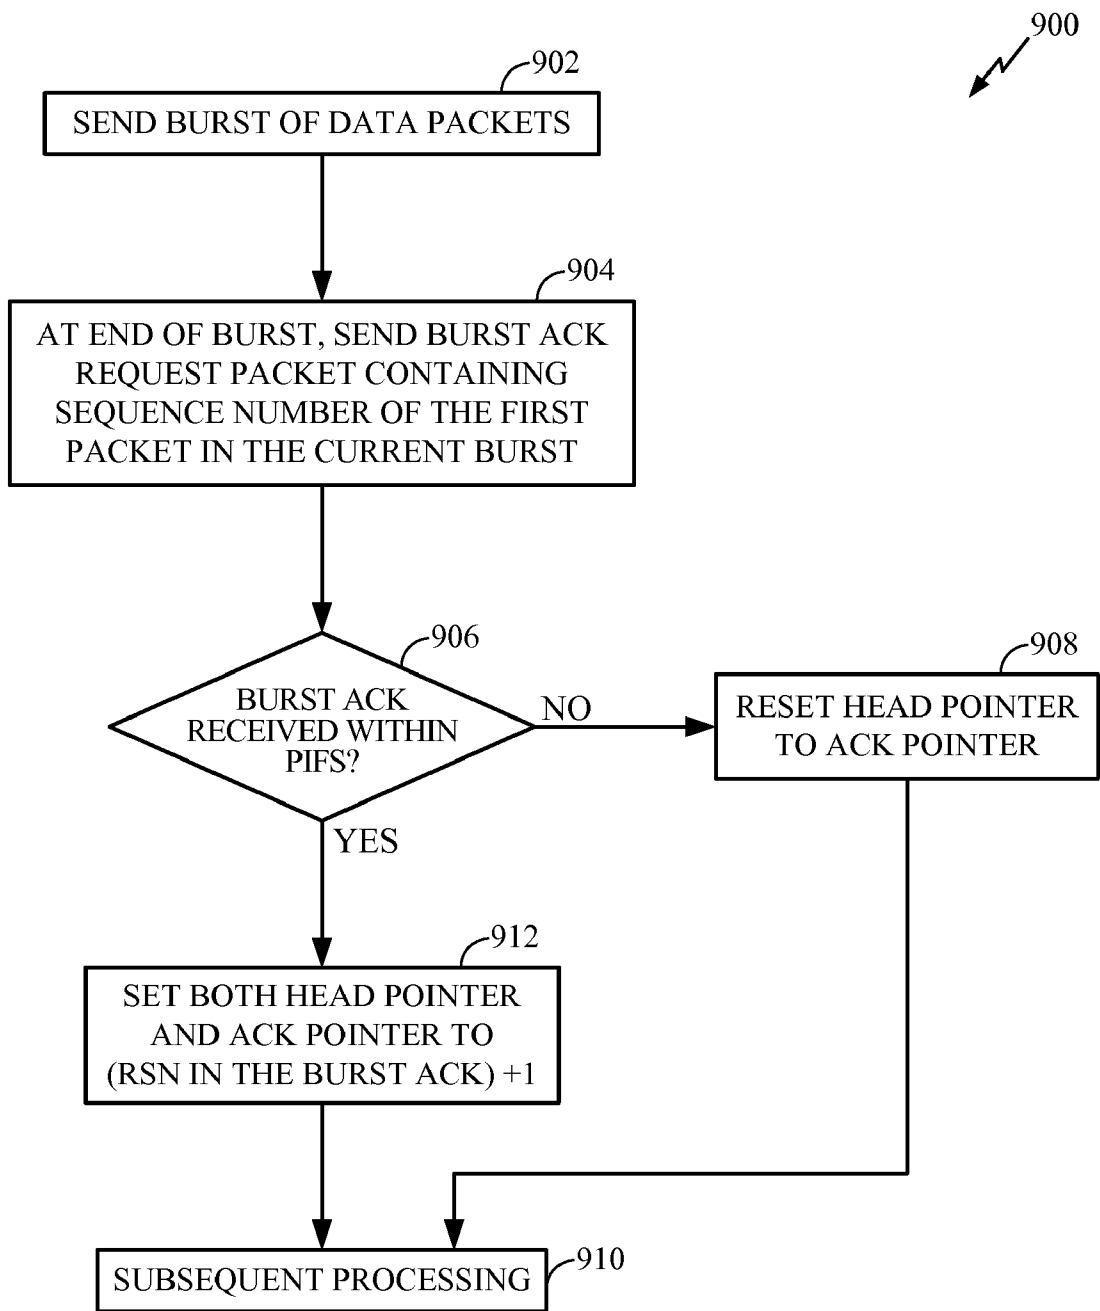 900
902
SEND BURST OF DATA PACKETS
904
AT END OF BURST, SEND BURST ACK
REQUEST PACKET CONTAINING
SEQUENCE NUMBER OF THE FIRST
PACKET IN THE CURRENT BURST
906
BURST ACK
RECEIVED WITHIN
PIFS?
NO
908
RESET HEAD POINTER
TO ACK POINTER
YES
912
SET BOTH HEAD POINTER
AND ACK POINTER TO
(RSN IN THE BURST ACK) +1
910
SUBSEQUENT PROCESSING